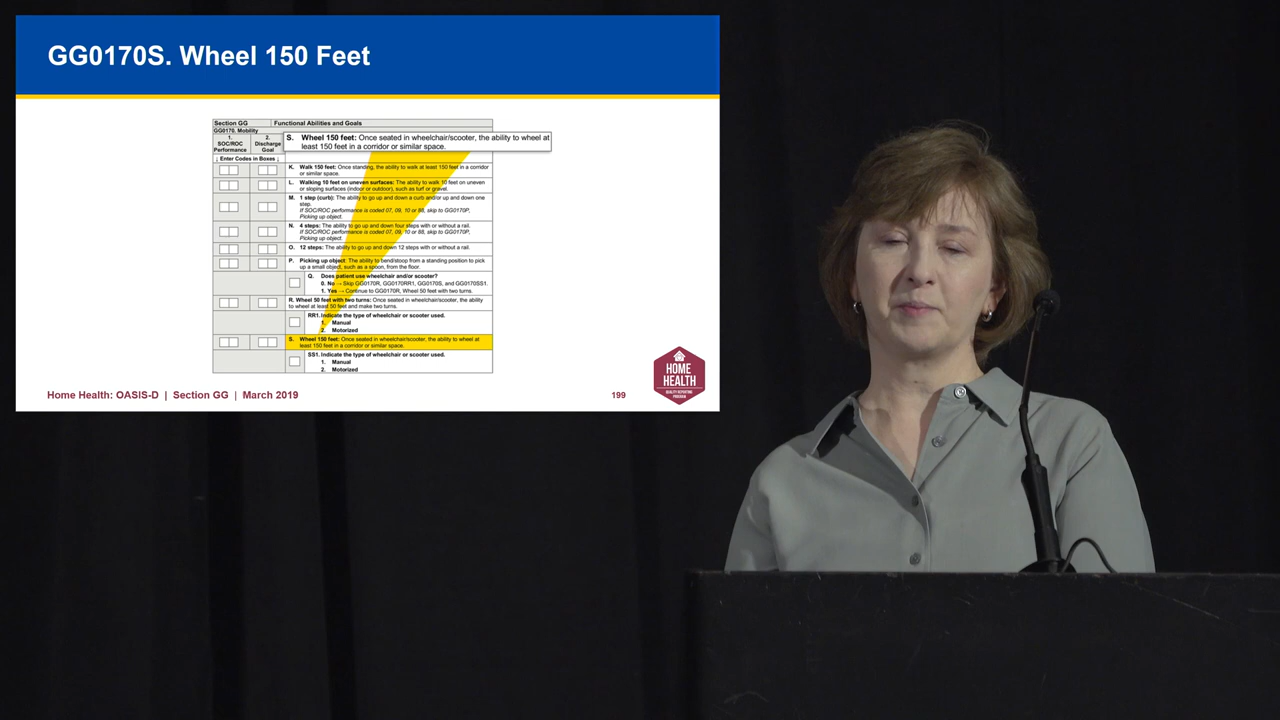 GG0170S. Wheel 150 Feet
Section GG Functional Abilities and Goals
GG0170. Mobility
1. SOC/ROC Performance
2. Discharge Goal
S. Wheel 150 feet: Once seated in wheelchair/scooter, the ability to wheel at
least 150 feet in a corridor or similar space.
↓ Enter Codes in Boxes ↓
K. Walk 150 feet: Once standing, the ability to walk at least 150 feet in a corridor
or similar space.
L. Walking 10 feet on uneven surfaces: The ability to walk 10 feet on uneven
or sloping surfaces (indoor or outdoor), such as turf or gravel.
M. 1 step (curb): The ability to go up and down a curb and/or up and down one
step.
If SOC/ROC performance is coded 07, 09, 10 or 88, skip to GG0170P,
Picking up object.
N. 4 steps: The ability to go up and down four steps with or without a rail.
If SOC/ROC performance is coded 07, 09, 10 or 88, skip to GG0170P,
Picking up object.
O. 12 steps: The ability to go up and down 12 steps with or without a rail.
P. Picking up object: The ability to bend/stoop from a standing position to pick
up a small object, such as a spoon, from the floor.
Q. Does patient use wheelchair and/or scooter?
0. No → Skip GG0170R, GG0170RR1, GG0170S, and GG0170SS1.
1. Yes → Continue to GG0170R, Wheel 50 feet with two turns.
R. Wheel 50 feet with two turns: Once seated in wheelchair/scooter, the ability
to wheel at least 50 feet and make two turns.
RR1. Indicate the type of wheelchair or scooter used.
1. Manual
2. Motorized
S. Wheel 150 feet: Once seated in wheelchair/scooter, the ability to wheel at
least 150 feet in a corridor or similar space.
SS1. Indicate the type of wheelchair or scooter used.
1. Manual
2. Motorized
HOME
HEALTH
QUALITY REPORTING
PROGRAM
Home Health: OASIS-D | Section GG | March 2019
199